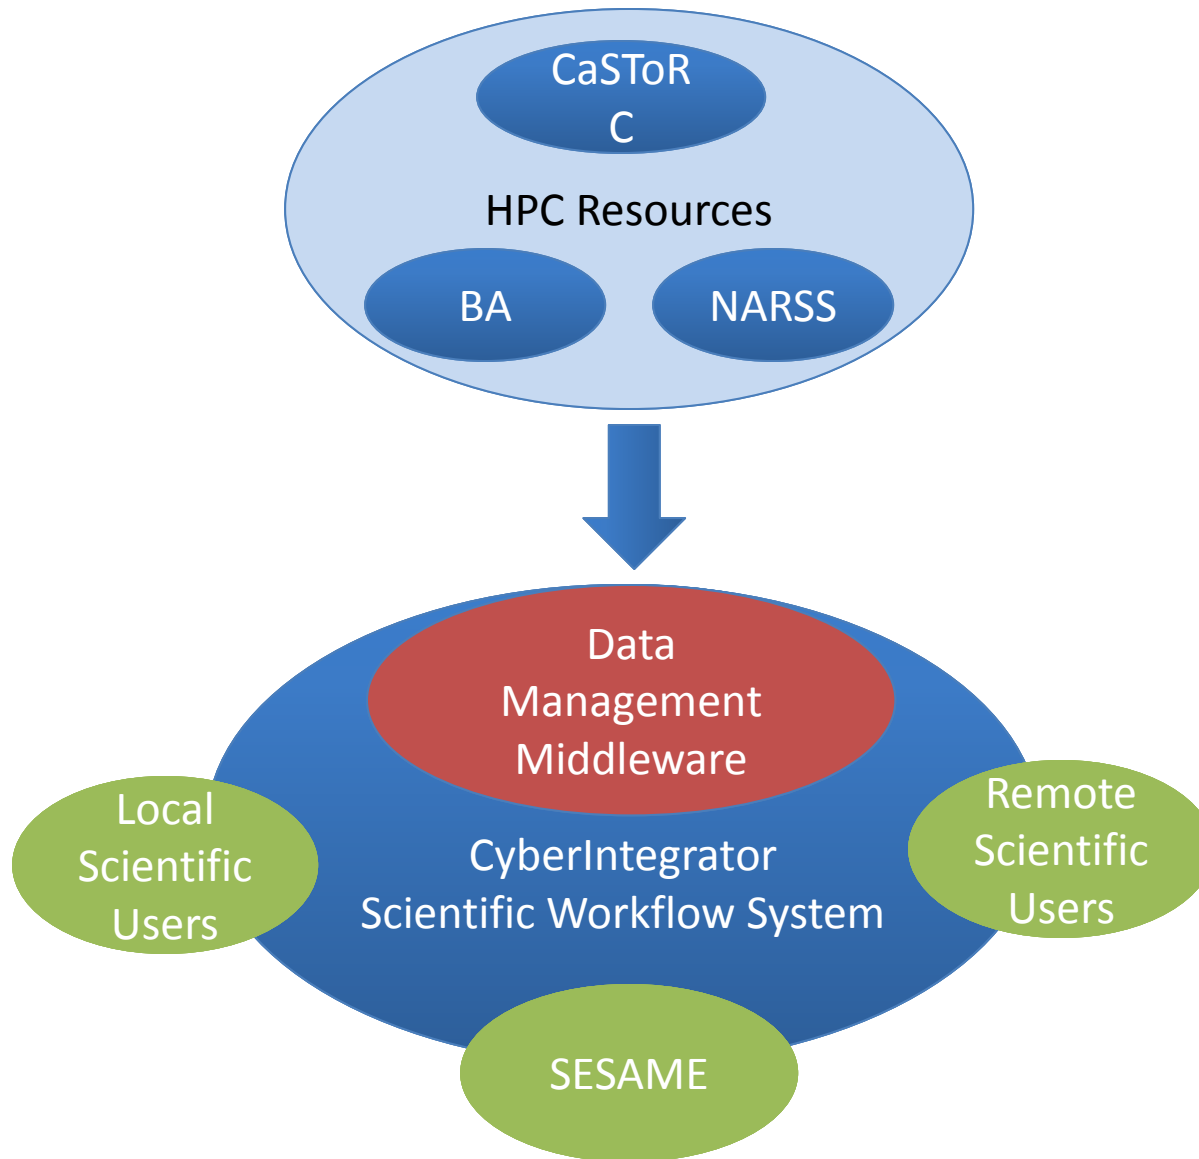 CaSToR
C
HPC Resources
BA
NARSS
Data
Management
Middleware
Local
Scientific
Users
Remote
Scientific
Users
CyberIntegrator
Scientific Workflow System
SESAME